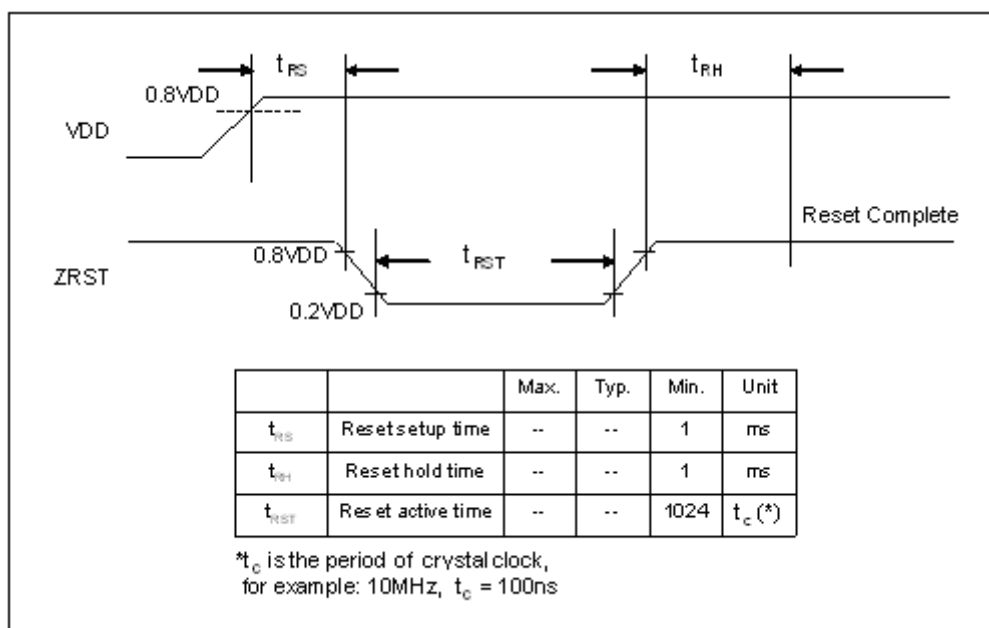 tRS
tRH
0.8VDD
VDD
Reset Complete
0.8VDD
tRST
ZRST
0.2VDD
Max. Typ. Min. Unit
tRS Reset setup time -- -- 1 ms
tRH Reset hold time -- -- 1 ms
tRST Reset active time -- -- 1024 tc (*)
*tc is the period of crystal clock,
for example: 10MHz, tc = 100ns